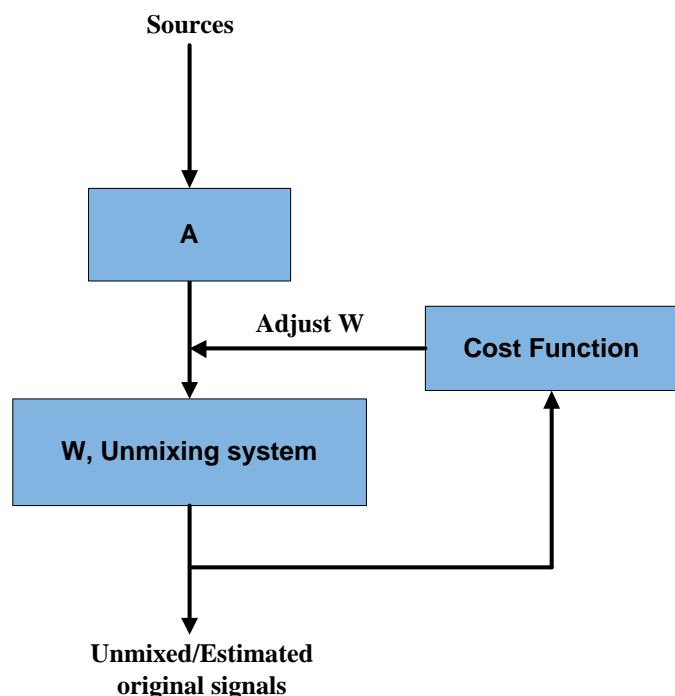 Sources
A
Adjust W
Cost Function
W, Unmixing system
Unmixed/Estimated
original signals